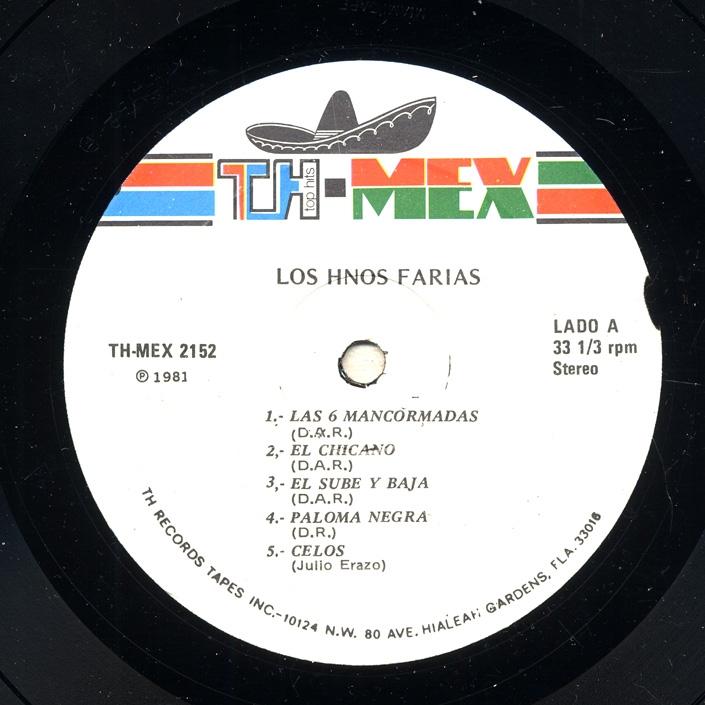 TH top hits-MEX
LOS HNOS FARIAS
TH-MEX 2152
℗ 1981
LADO A
33 1/3 rpm
Stereo
1.- LAS 6 MANCORMADAS
(D.A.R.)
2,- EL CHICANO
(D.A.R.)
3,- EL SUBE Y BAJA
(D.A.R.)
4.- PALOMA NEGRA
(D.R.)
5.- CELOS
(Julio Erazo)
TH RECORDS TAPES INC.-10124 N.W. 80 AVE. HIALEAH GARDENS, FLA. 33016